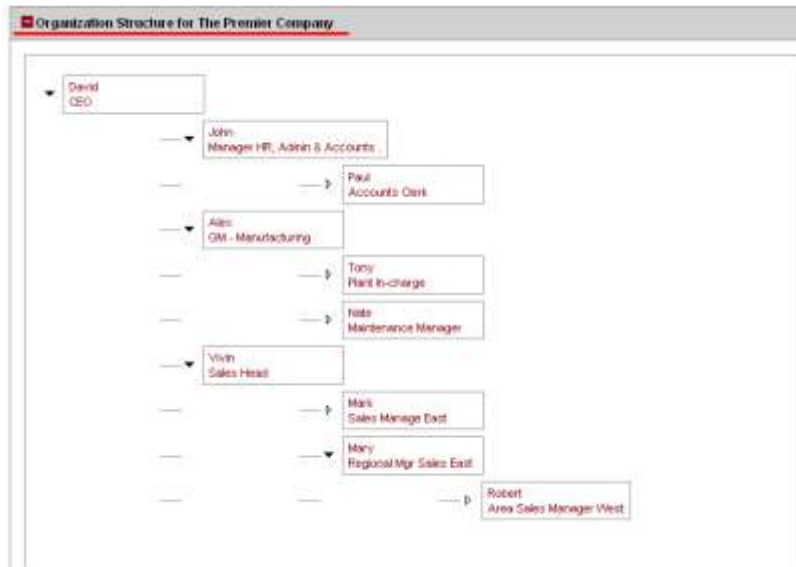 Organization Structure for The Premier Company
David
CEO
John
Manager HR, Admin & Accounts .
Paul
Accounts Clerk
Alex
GM - Manufacturing
Tony
Plant In-charge
Nate
Maintenance Manager
Vivin
Sales Head
Mark
Sales Manage East
Mary
Regional Mgr Sales East
Robert
Area Sales Manager West